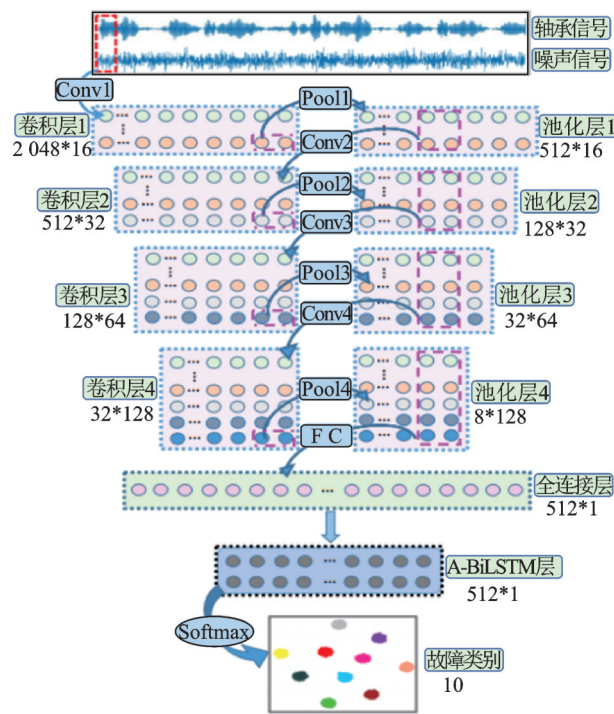 轴承信号
噪声信号
Conv1
Pool1
卷积层1
2 048*16
池化层1
512*16
Conv2
Pool2
卷积层2
512*32
池化层2
128*32
Conv3
Pool3
卷积层3
128*64
池化层3
32*64
Conv4
Pool4
卷积层4
32*128
池化层4
8*128
F C
全连接层
512*1
A-BiLSTM层
512*1
Softmax
故障类别
10